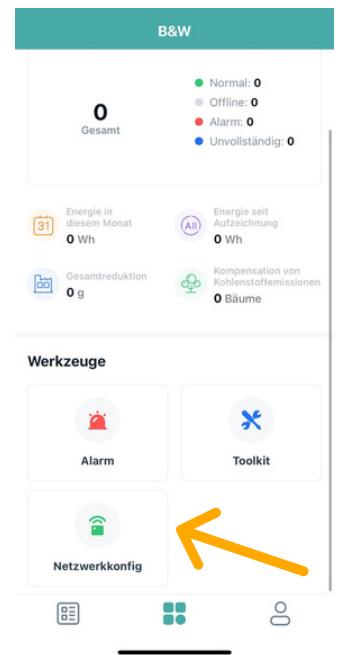 B&W
0
Gesamt
Normal: 0
Offline: 0
Alarm: 0
Unvollständig: 0
31
Energie in
diesem Monat
0 Wh
All
Energie seit
Aufzeichnung
0 Wh
Gesamtreduktion
0 g
Kompensation von
Kohlenstoffemissionen
0 Bäume
Werkzeuge
Alarm
Toolkit
Netzwerkkonfig